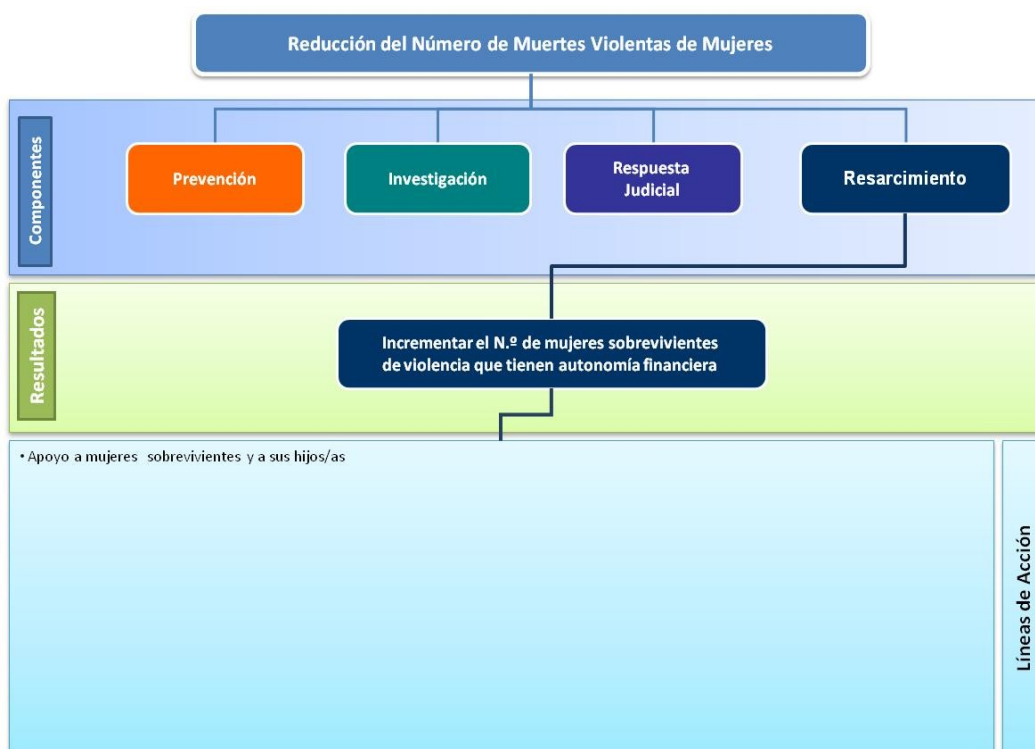 Reducción del Número de Muertes Violentas de Mujeres
Componentes
Prevención
Investigación
Respuesta
Judicial
Resarcimiento
Resultados
Incrementar el N.º de mujeres sobrevivientes
de violencia que tienen autonomía financiera
• Apoyo a mujeres sobrevivientes y a sus hijos/as
Líneas de Acción